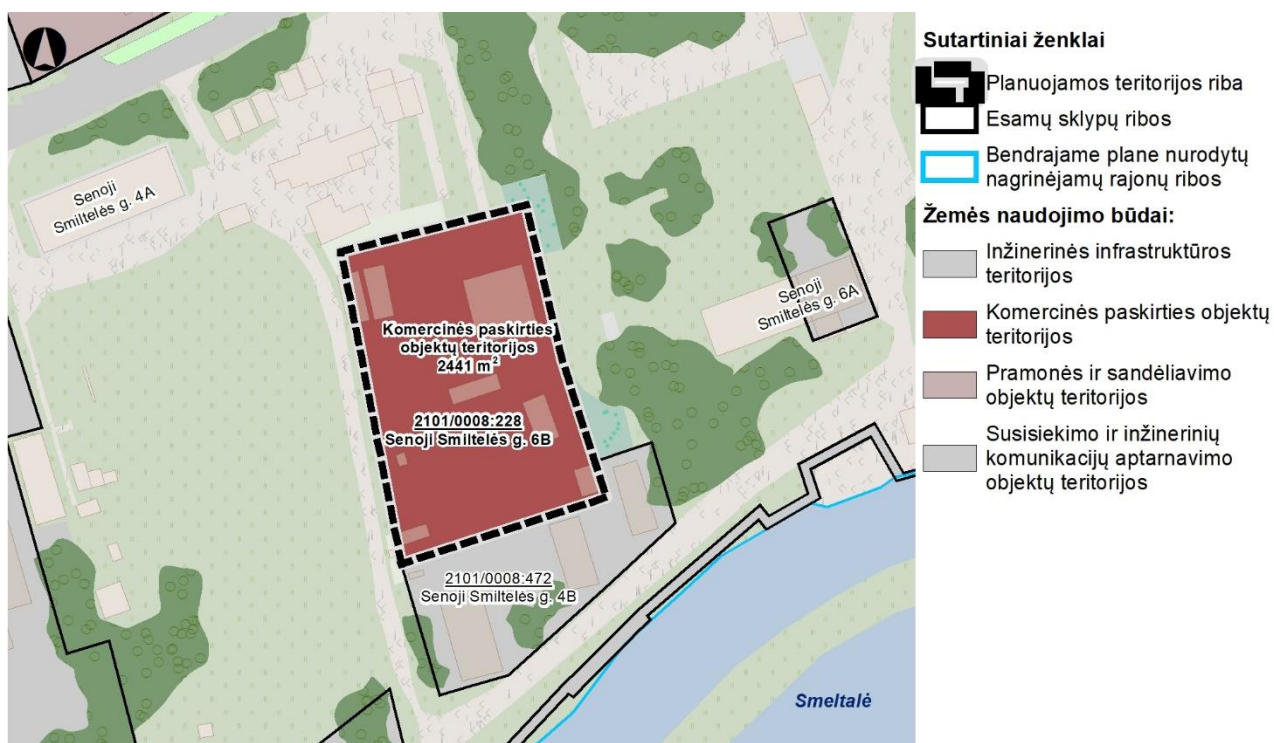 Senoji
Smiltelės g. 4A
Komercinės paskirties
objektų teritorijos
2441 m²
2101/0008:228
Senoji Smiltelės g. 6B
Senoji
Smiltelės g. 6A
2101/0008:472
Senoji Smiltelės g. 4B
Smeltalė
Sutartiniai ženklai
Planuojamos teritorijos riba
Esamų sklypų ribos
Bendrajame plane nurodytų
nagrinėjamų rajonų ribos
Žemės naudojimo būdai:
Inžinerinės infrastruktūros
teritorijos
Komercinės paskirties objektų
teritorijos
Pramonės ir sandėliavimo
objektų teritorijos
Susisiekimo ir inžinerinių
komunikacijų aptarnavimo
objektų teritorijos